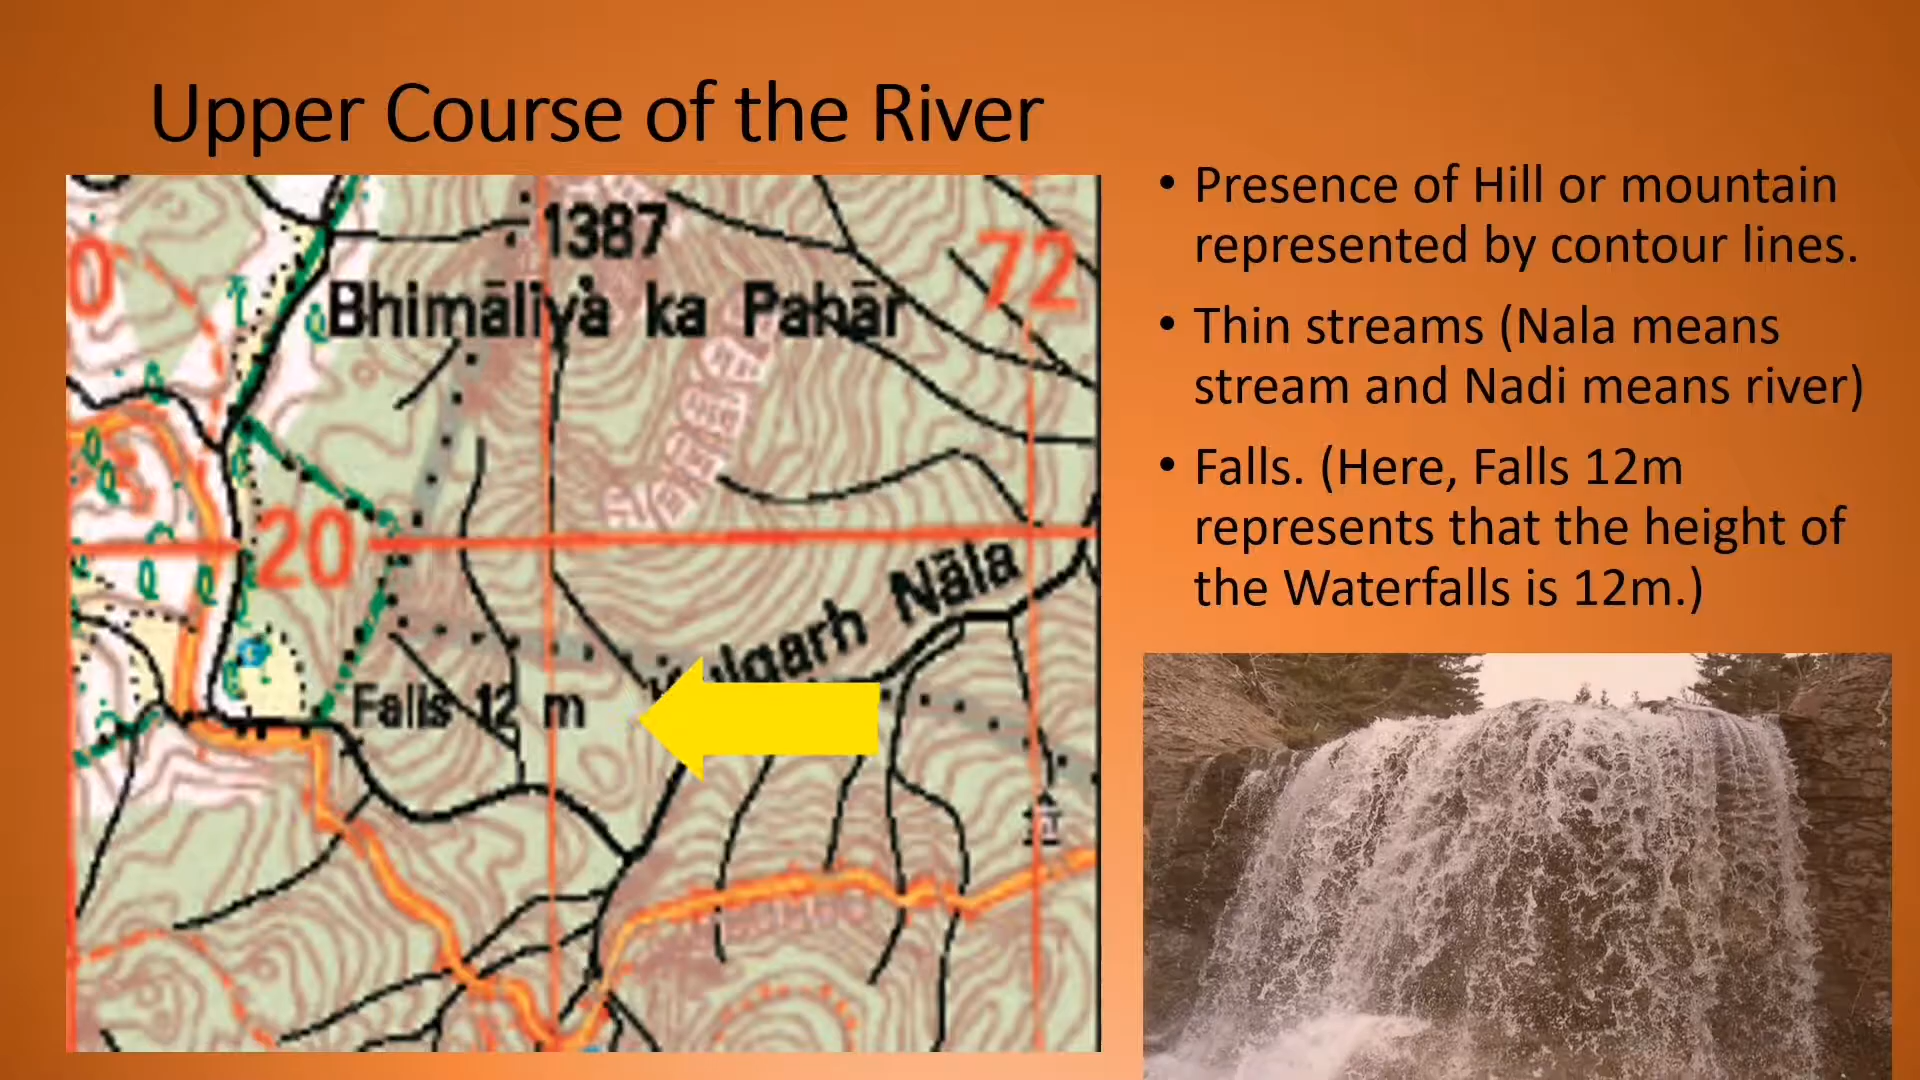 Upper Course of the River
1387
72
0
Bhimāliyā ka Pahār
20
Nāla
Falls 12 m
• Presence of Hill or mountain
represented by contour lines.
• Thin streams (Nala means
stream and Nadi means river)
• Falls. (Here, Falls 12m
represents that the height of
the Waterfalls is 12m.)